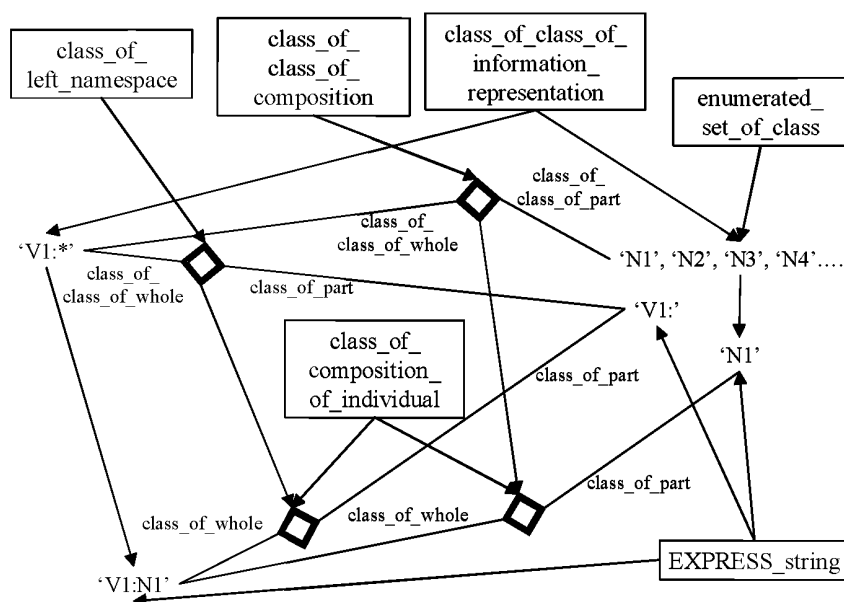 class_of_
left_namespace
class_of_
class_of_
composition
class_of_class_of_
information_
representation
enumerated_
set_of_class
class_of_
class_of_part
class_of_
class_of_whole
‘V1:*’
class_of_
class_of_whole
class_of_part
‘N1’, ‘N2’, ‘N3’, ‘N4’....
‘V1:’
‘N1’
class_of_
composition_
of_individual
class_of_part
class_of_part
class_of_whole
class_of_whole
‘V1:N1’
EXPRESS_string